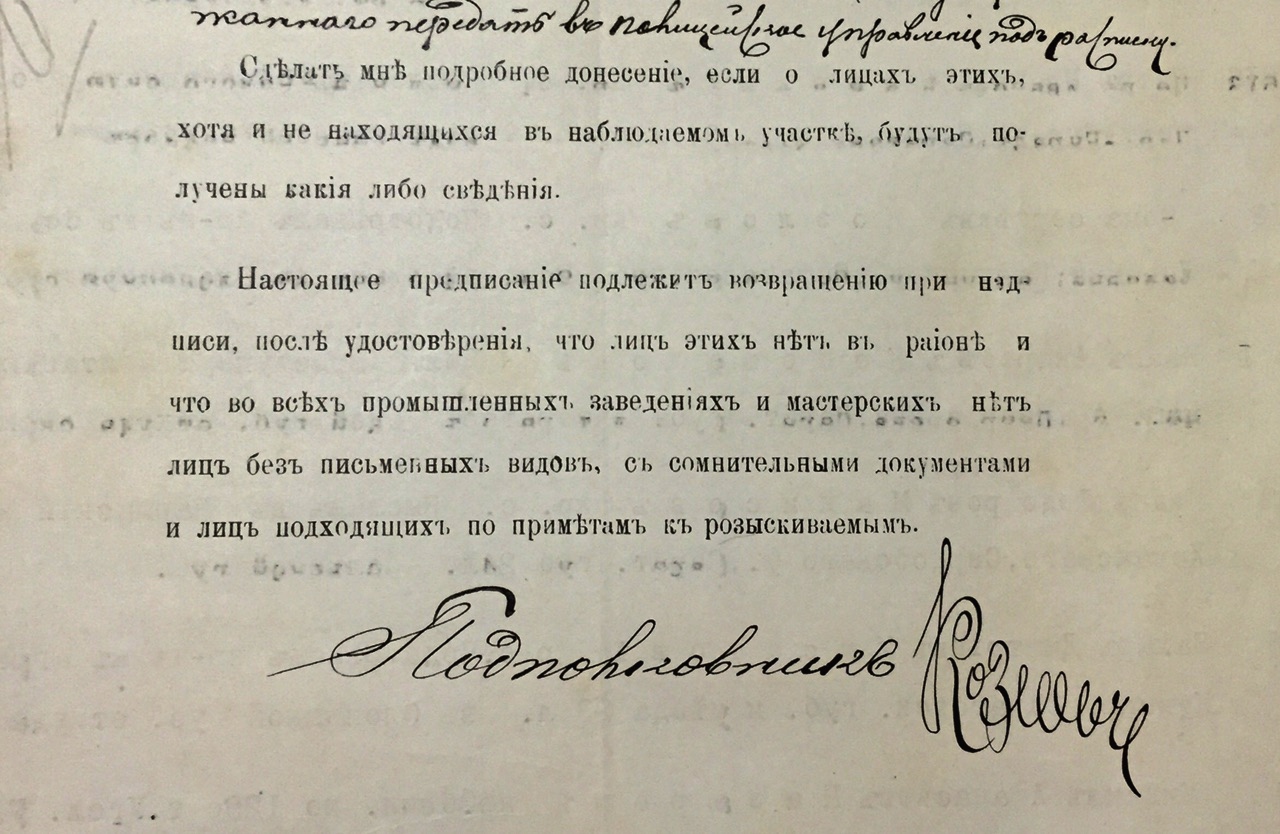 жаннаго передать въ полицейское управленіе подъ расписку.
Сдѣлать мнѣ подробное донесеніе, если о лицахъ этихъ,
хотя и не находящихся въ наблюдаемомъ участкѣ, будутъ по-
лучены какія либо свѣдѣнія.
Настоящее предписаніе подлежитъ возвращенію при над-
писи, послѣ удостовѣренія, что лицъ этихъ нѣтъ въ раіонѣ и
что во всѣхъ промышленныхъ заведеніяхъ и мастерскихъ нѣтъ
лицъ безъ письменныхъ видовъ, съ сомнительными документами
и лицъ подходящихъ по примѣтамъ къ розыскиваемымъ.
Подполковникъ